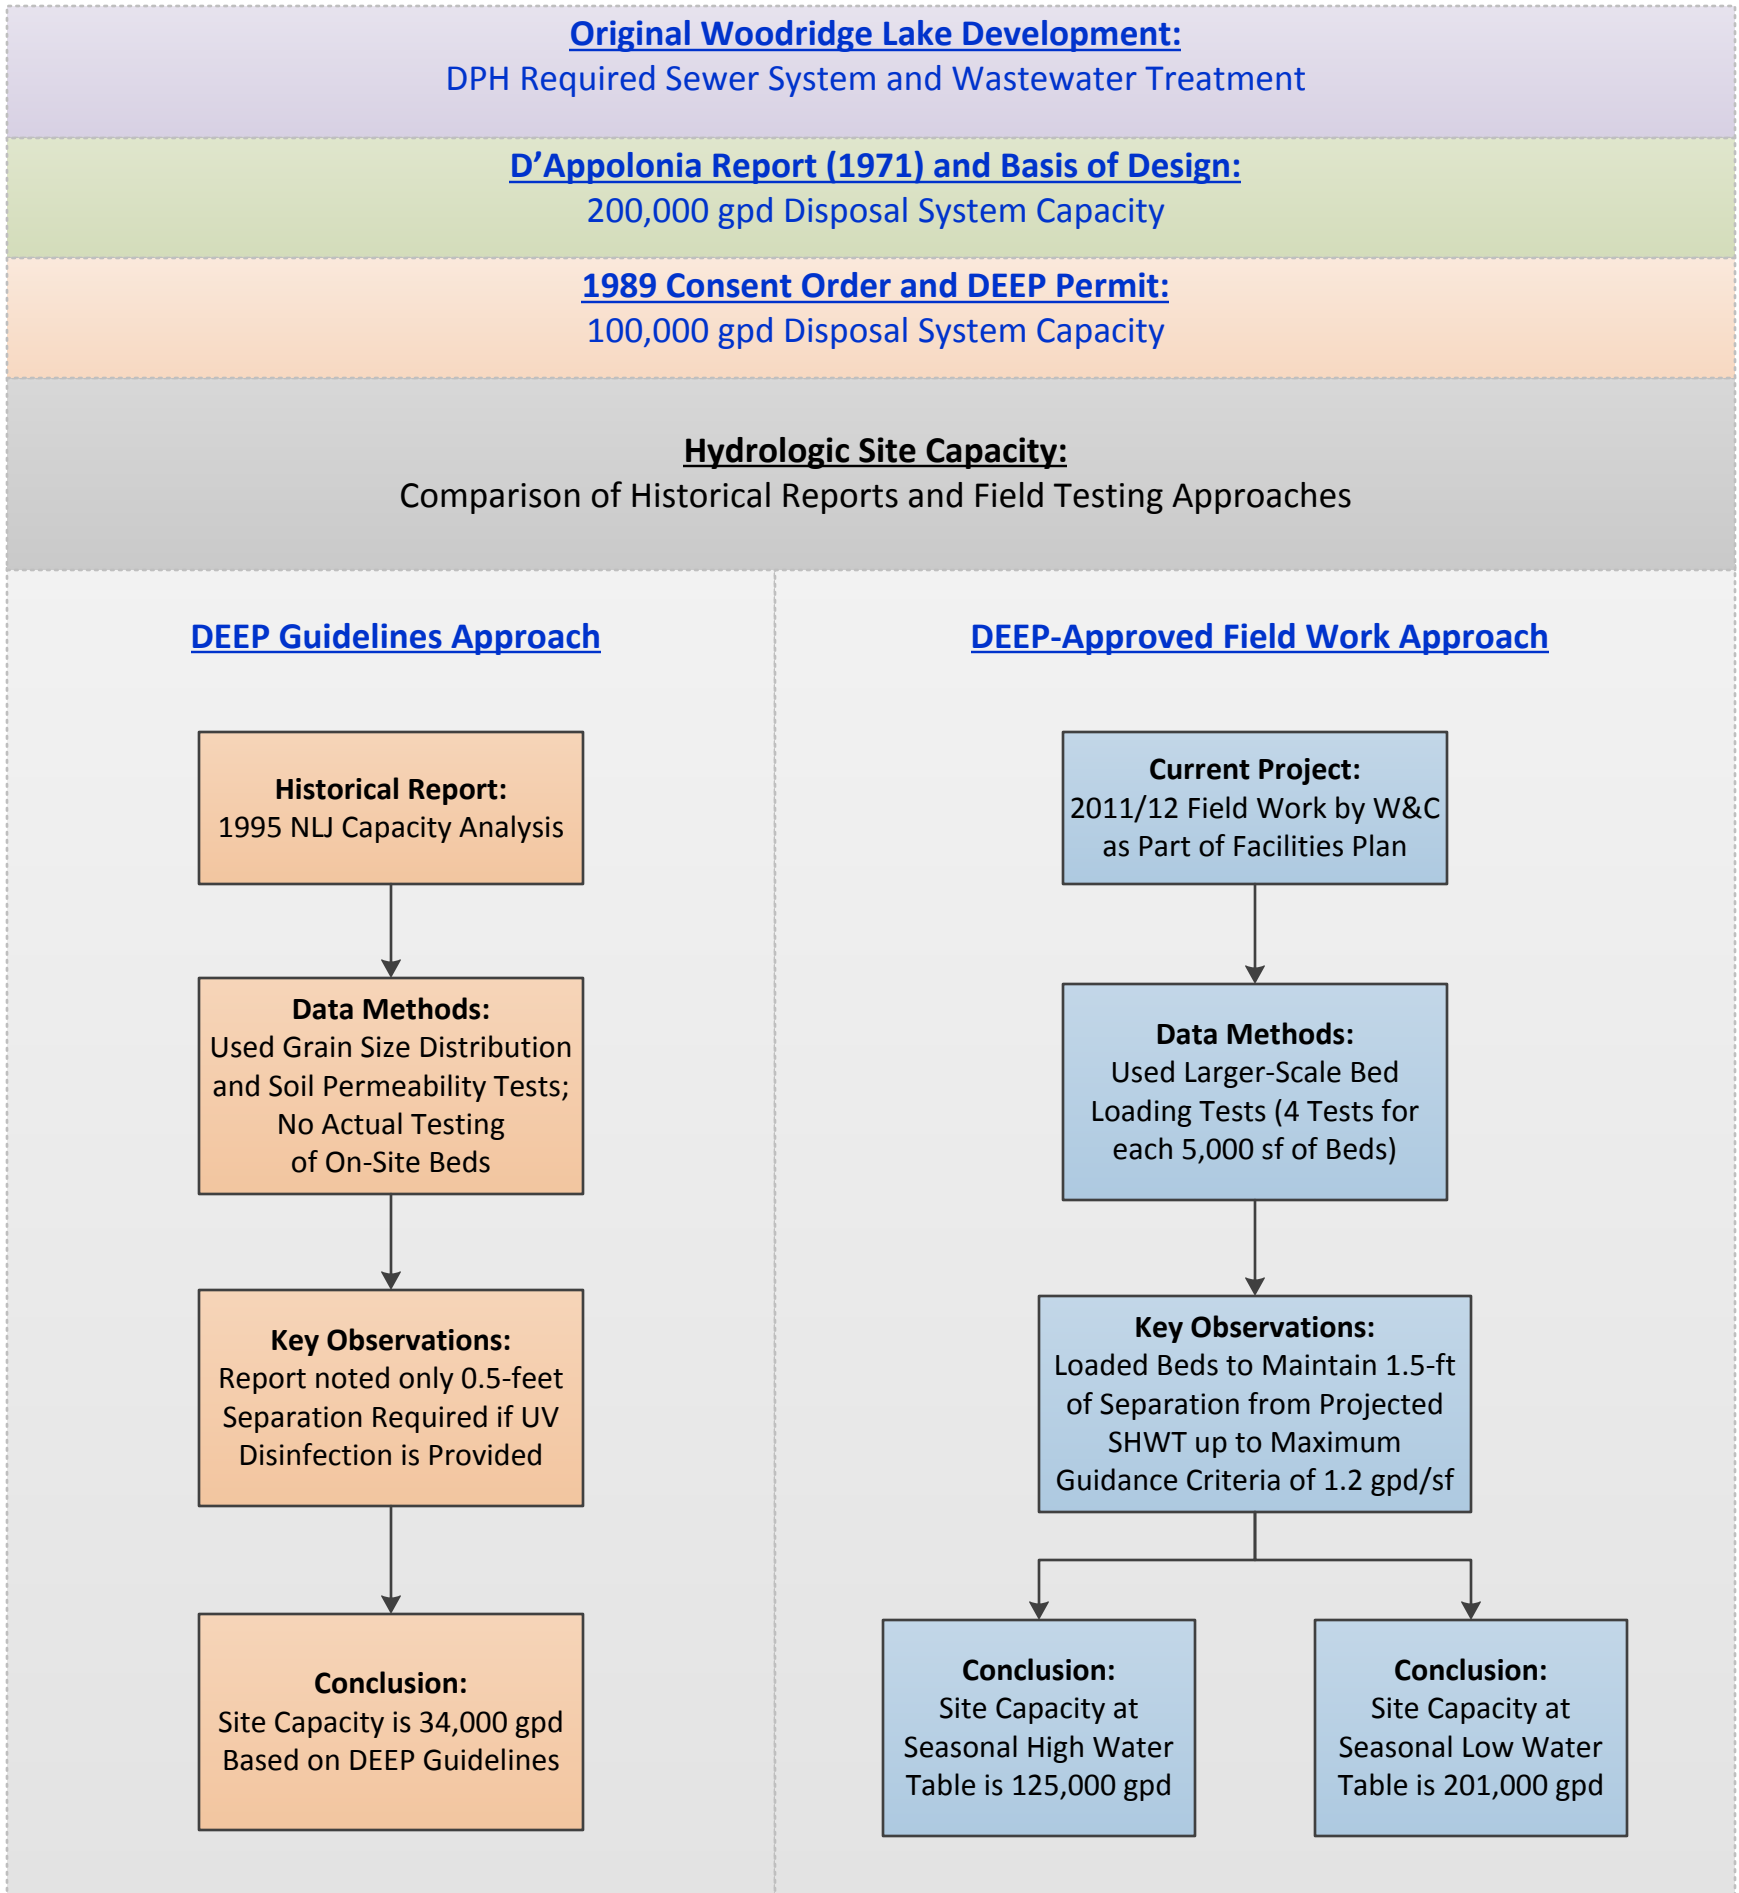 Original Woodridge Lake Development:
DPH Required Sewer System and Wastewater Treatment
D’Appolonia Report (1971) and Basis of Design:
200,000 gpd Disposal System Capacity
1989 Consent Order and DEEP Permit:
100,000 gpd Disposal System Capacity
Hydrologic Site Capacity:
Comparison of Historical Reports and Field Testing Approaches
DEEP Guidelines Approach
Historical Report:
1995 NLJ Capacity Analysis
Data Methods:
Used Grain Size Distribution
and Soil Permeability Tests;
No Actual Testing
of On-Site Beds
Key Observations:
Report noted only 0.5-feet
Separation Required if UV
Disinfection is Provided
Conclusion:
Site Capacity is 34,000 gpd
Based on DEEP Guidelines
DEEP-Approved Field Work Approach
Current Project:
2011/12 Field Work by W&C
as Part of Facilities Plan
Data Methods:
Used Larger-Scale Bed
Loading Tests (4 Tests for
each 5,000 sf of Beds)
Key Observations:
Loaded Beds to Maintain 1.5-ft
of Separation from Projected
SHWT up to Maximum
Guidance Criteria of 1.2 gpd/sf
Conclusion:
Site Capacity at
Seasonal High Water
Table is 125,000 gpd
Conclusion:
Site Capacity at
Seasonal Low Water
Table is 201,000 gpd